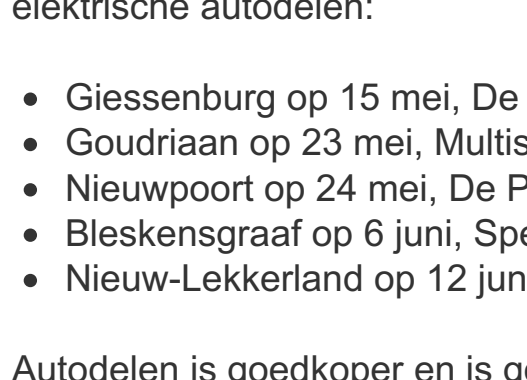 elektrische autodelen:
• Giessenburg op 15 mei, De
• Goudriaan op 23 mei, Multis
• Nieuwpoort op 24 mei, De P
• Bleskensgraaf op 6 juni, Spe
• Nieuw-Lekkerland op 12 jun
Autodelen is goedkoper en is g